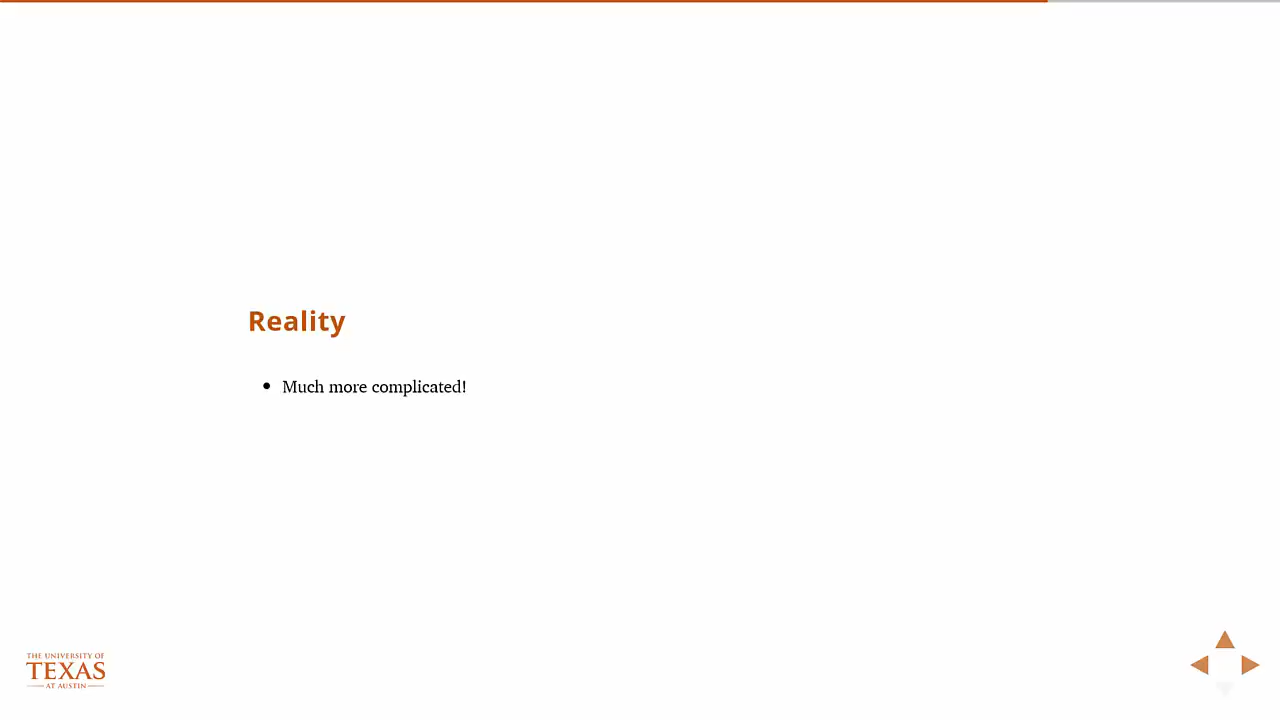 Reality
• Much more complicated!
THE UNIVERSITY OF
TEXAS
AT AUSTIN